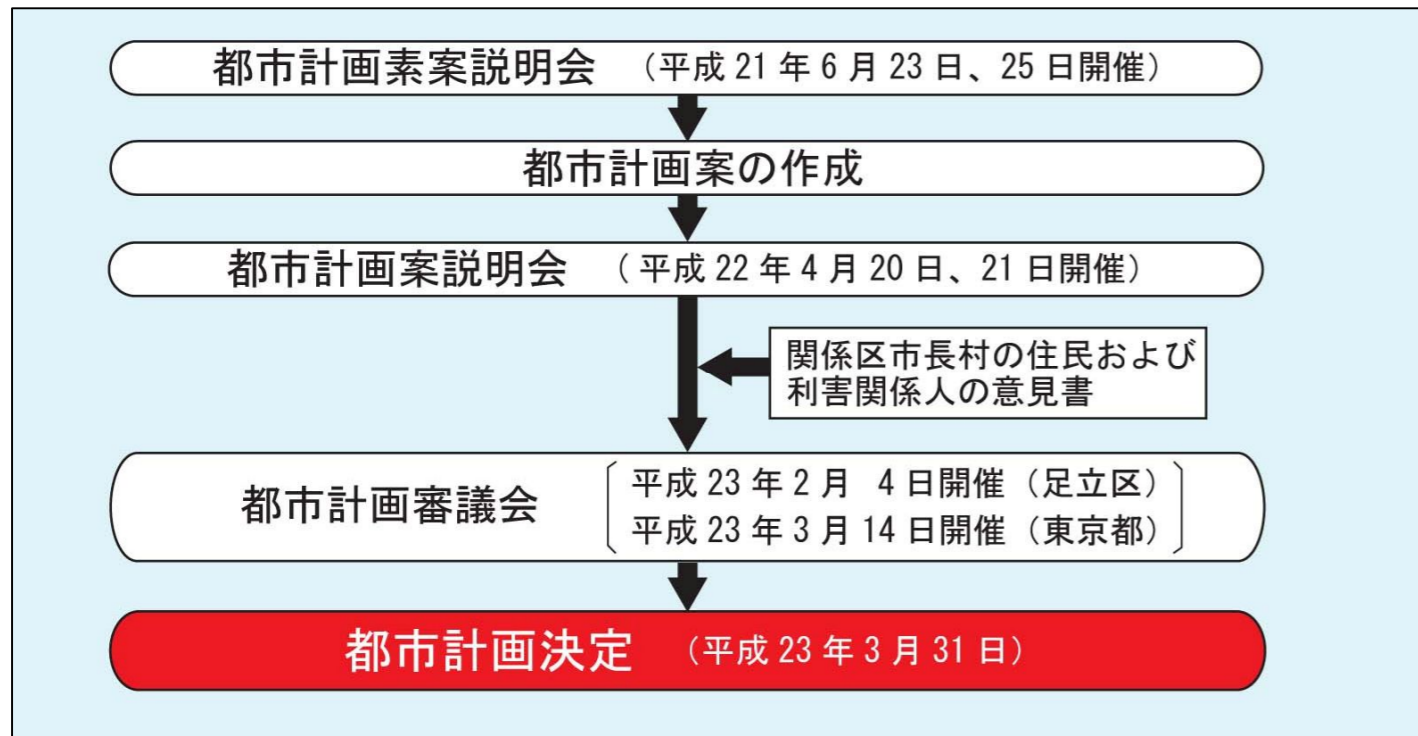 都市計画素案説明会 （平成 21 年 6 月 23 日、25 日開催）
都市計画案の作成
都市計画案説明会 （平成 22 年 4 月 20 日、21 日開催）
関係区市長村の住民および
利害関係人の意見書
都市計画審議会
平成 23 年 2 月 4 日開催（足立区）
平成 23 年 3 月 14 日開催（東京都）
都市計画決定 （平成 23 年 3 月 31 日）